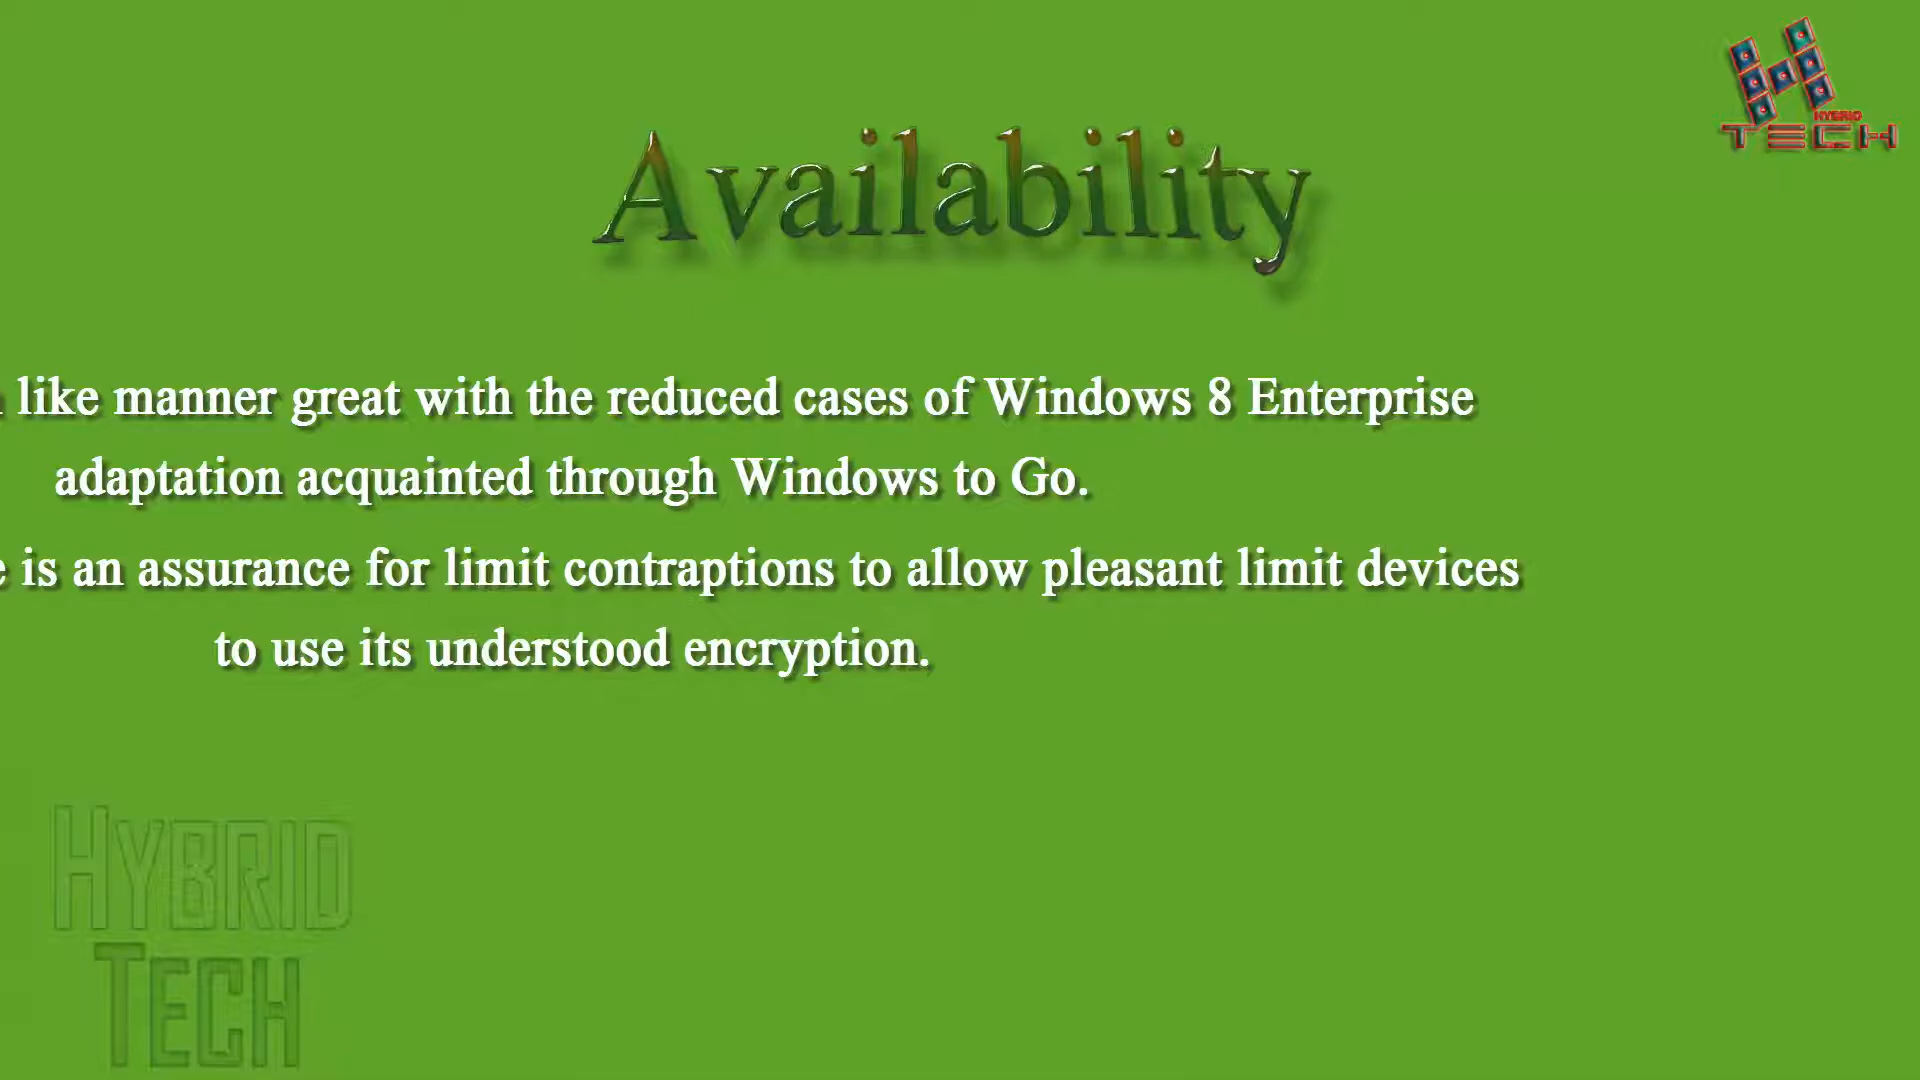 HYBRID
TECH
Availability
like manner great with the reduced cases of Windows 8 Enterprise
adaptation acquainted through Windows to Go.
is an assurance for limit contraptions to allow pleasant limit devices
to use its understood encryption.
HYBRID
TECH